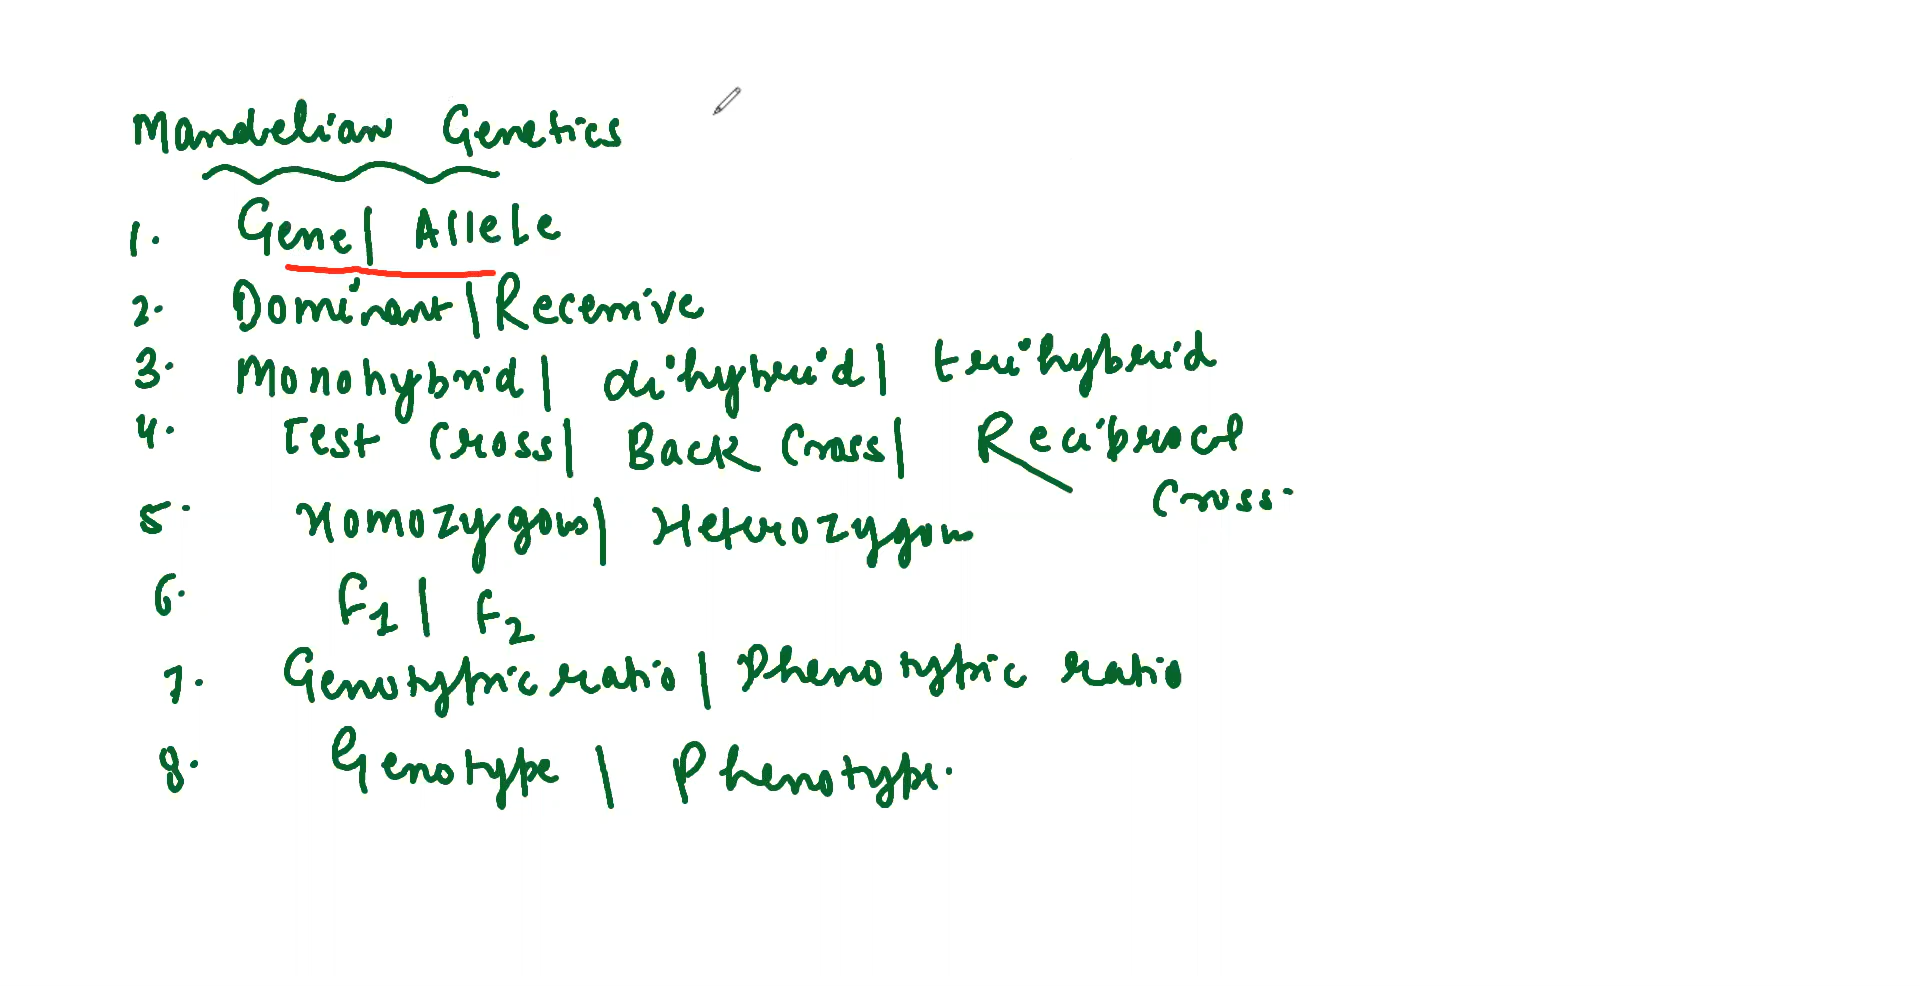 Mandelian Genetics
1. Gene| Allele
2. Dominant | Recessive
3. Monohybrid | dihybrid | trihybrid
4. Test Cross | Back Cross | Reciprocal
Cross.
5. Homozygous | Heterozygous
6. F1 | F2
7. Genotypic ratio | Phenotypic ratio
8. Genotype | Phenotype.